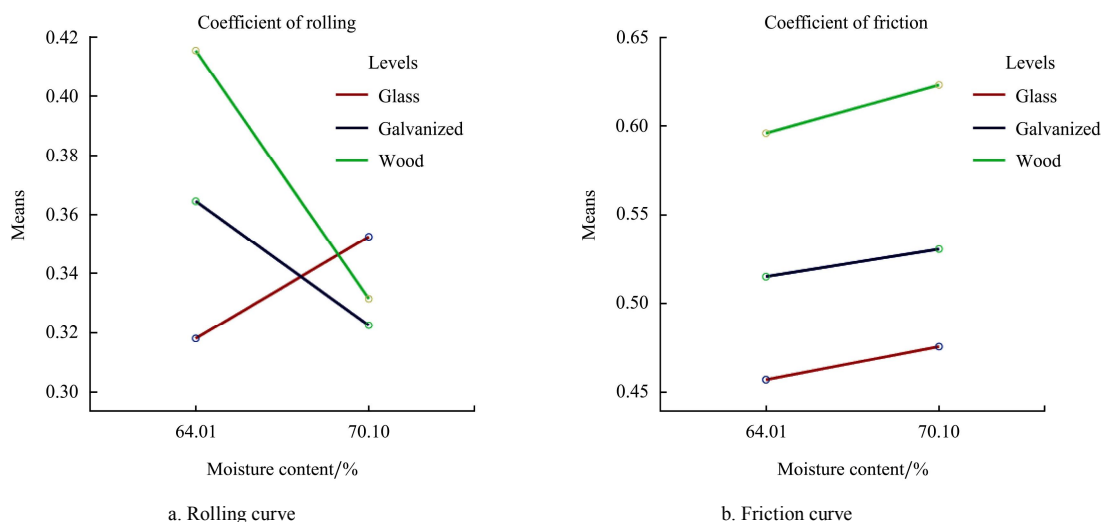 Coefficient of rolling
0.42
0.40
0.38
0.36
0.34
0.32
0.30
Means
Levels
Glass
Galvanized
Wood
64.01
70.10
Moisture content/%
a. Rolling curve
Coefficient of friction
0.65
0.60
0.55
0.50
0.45
Means
Levels
Glass
Galvanized
Wood
64.01
70.10
Moisture content/%
b. Friction curve